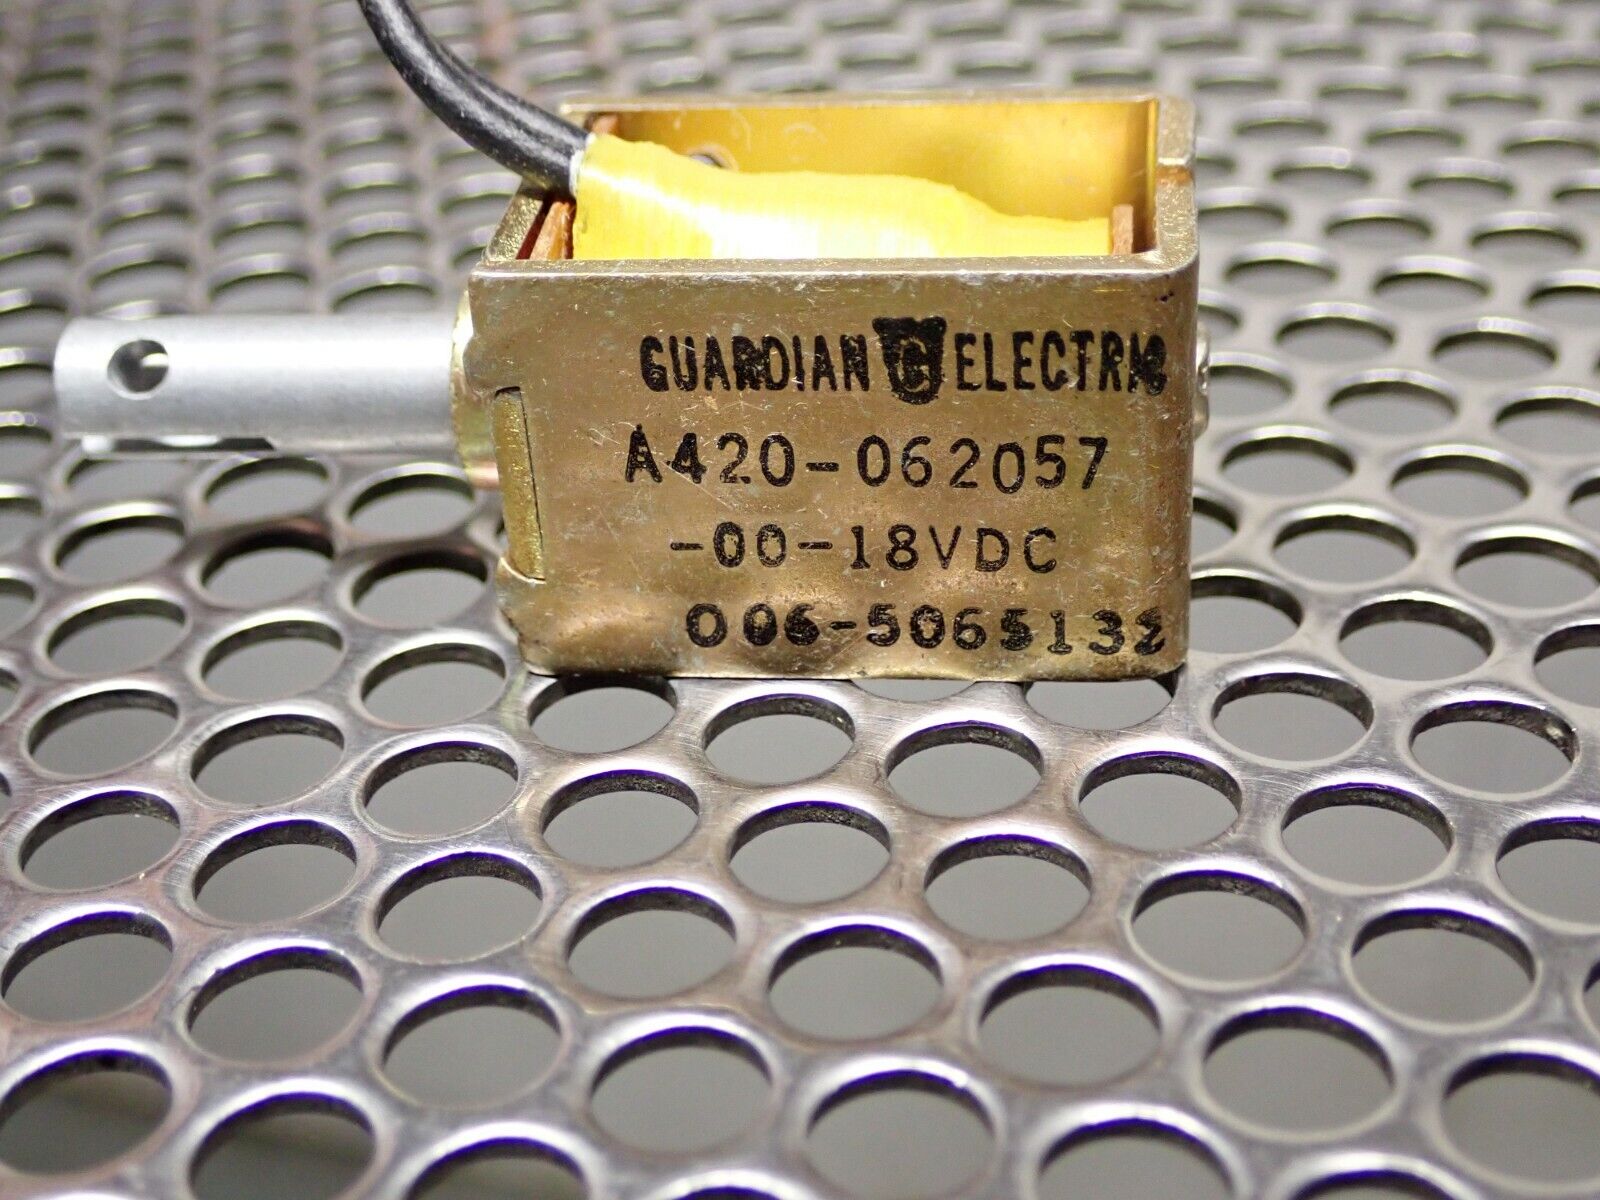 GUARDIAN G ELECTRIC
A420-062057
-00-18VDC
006-5065132